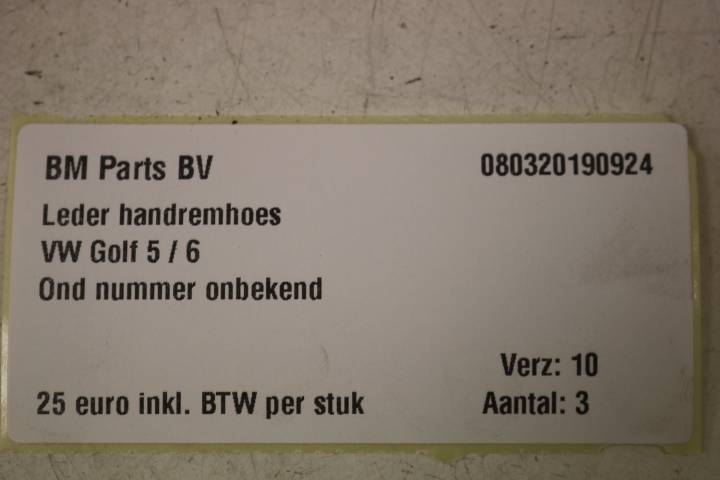 BM Parts BV 080320190924
Leder handremhoes
VW Golf 5 / 6
Ond nummer onbekend
Verz: 10
25 euro inkl. BTW per stuk Aantal: 3